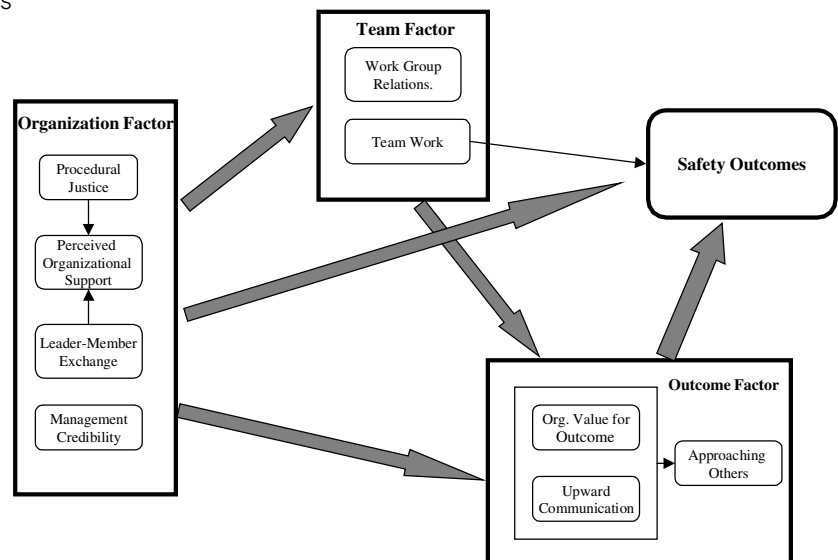 s
Team Factor
Work Group
Relations.
Team Work
Organization Factor
Procedural
Justice
Perceived
Organizational
Support
Leader-Member
Exchange
Management
Credibility
Safety Outcomes
Outcome Factor
Org. Value for
Outcome
Upward
Communication
Approaching
Others